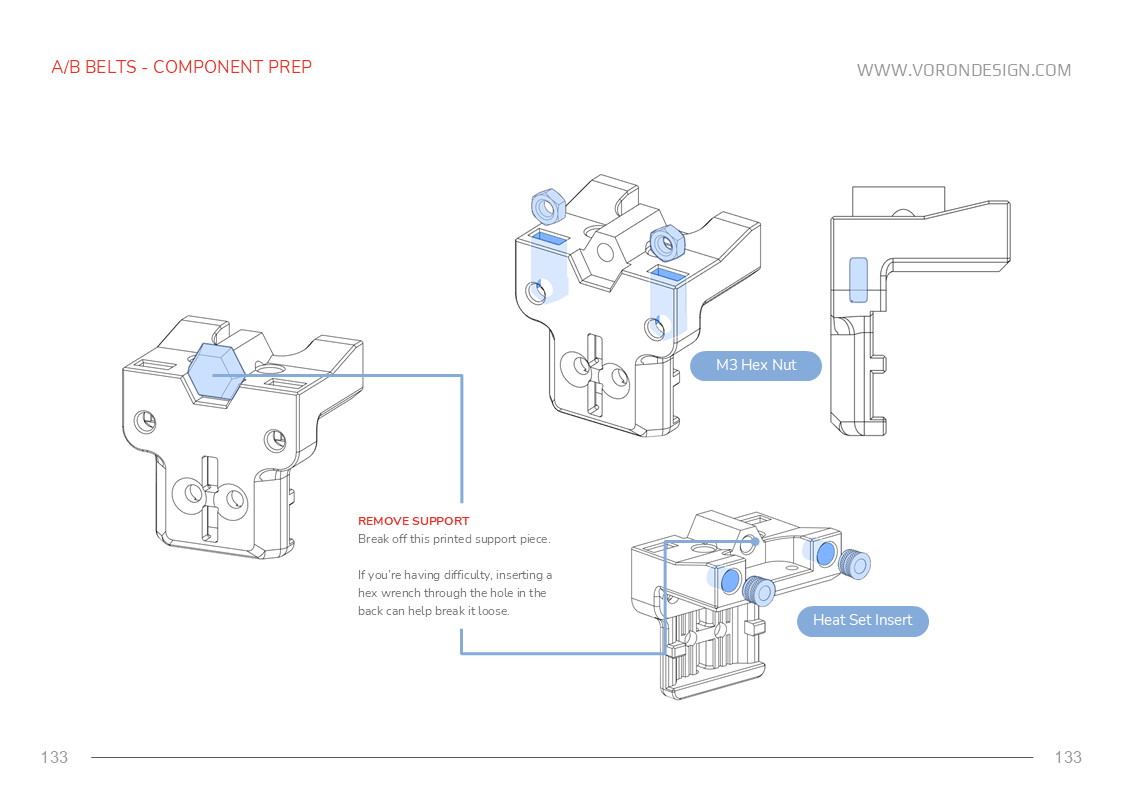 A/B BELTS - COMPONENT PREP
WWW.VORONDESIGN.COM
M3 Hex Nut
REMOVE SUPPORT
Break off this printed support piece.
If you're having difficulty, inserting a
hex wrench through the hole in the
back can help break it loose.
Heat Set Insert
133
133